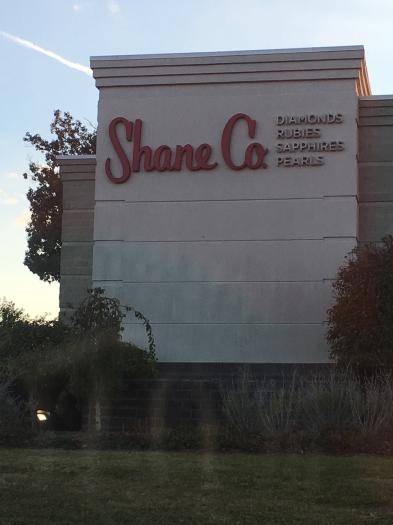 Shane Co.
DIAMONDS
RUBIES
SAPPHIRES
PEARLS